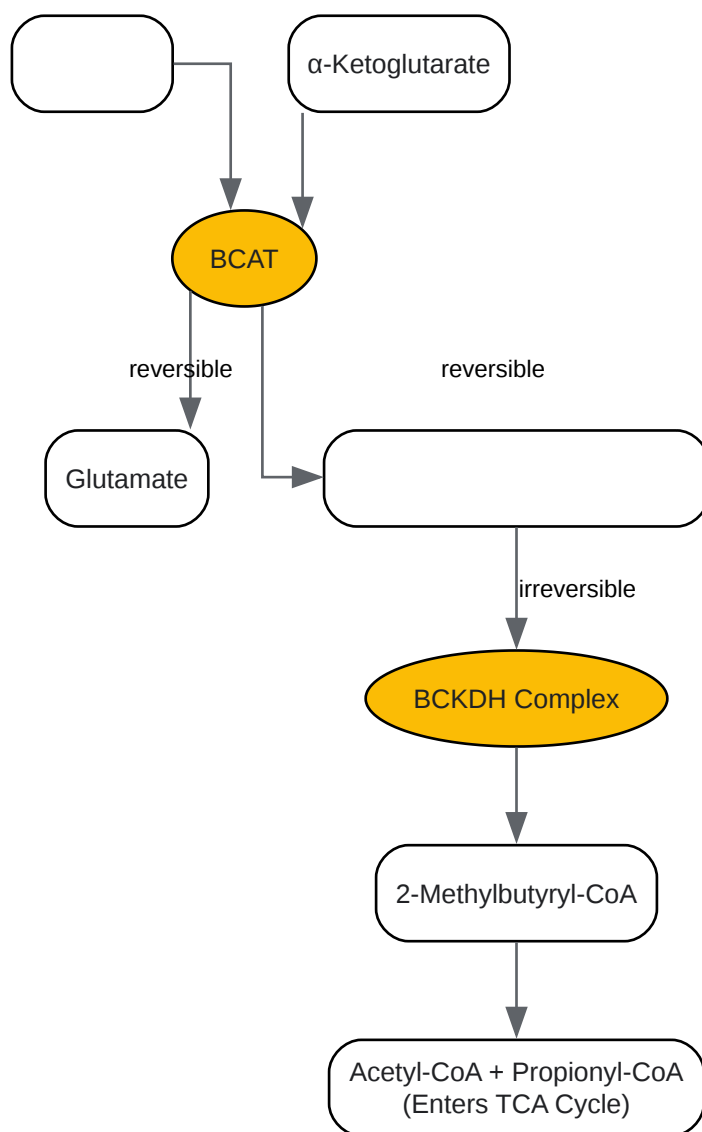 α-Ketoglutarate
BCAT
reversible
reversible
Glutamate
irreversible
BCKDH Complex
2-Methylbutyryl-CoA
Acetyl-CoA + Propionyl-CoA
(Enters TCA Cycle)